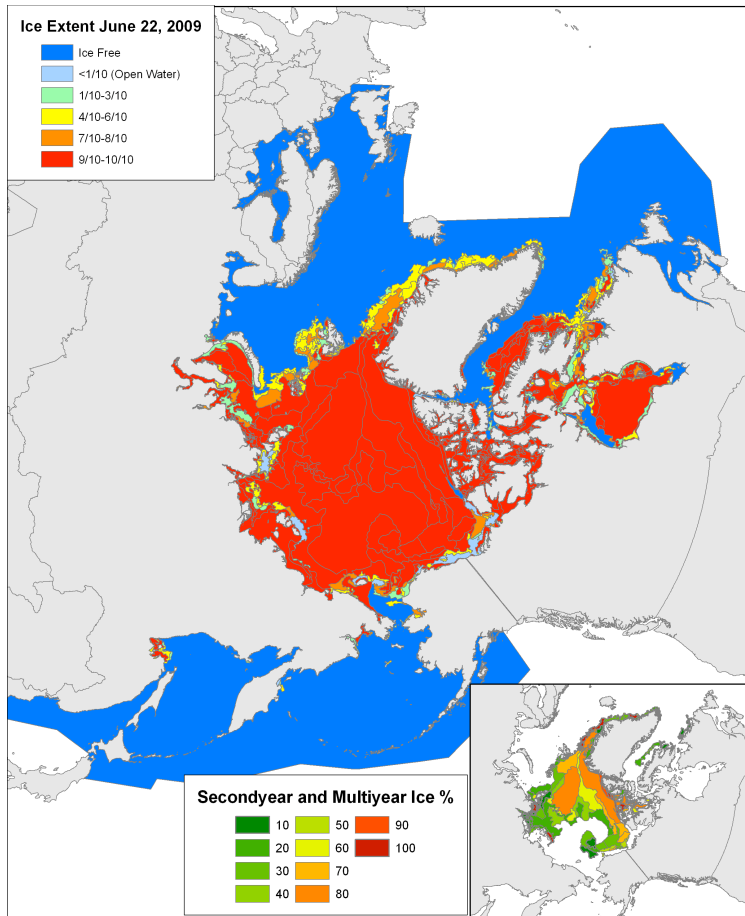 Ice Extent June 22, 2009
Ice Free
<1/10 (Open Water)
1/10-3/10
4/10-6/10
7/10-8/10
9/10-10/10
Secondyear and Multiyear Ice %
10 50 90
20 60 100
30 70
40 80